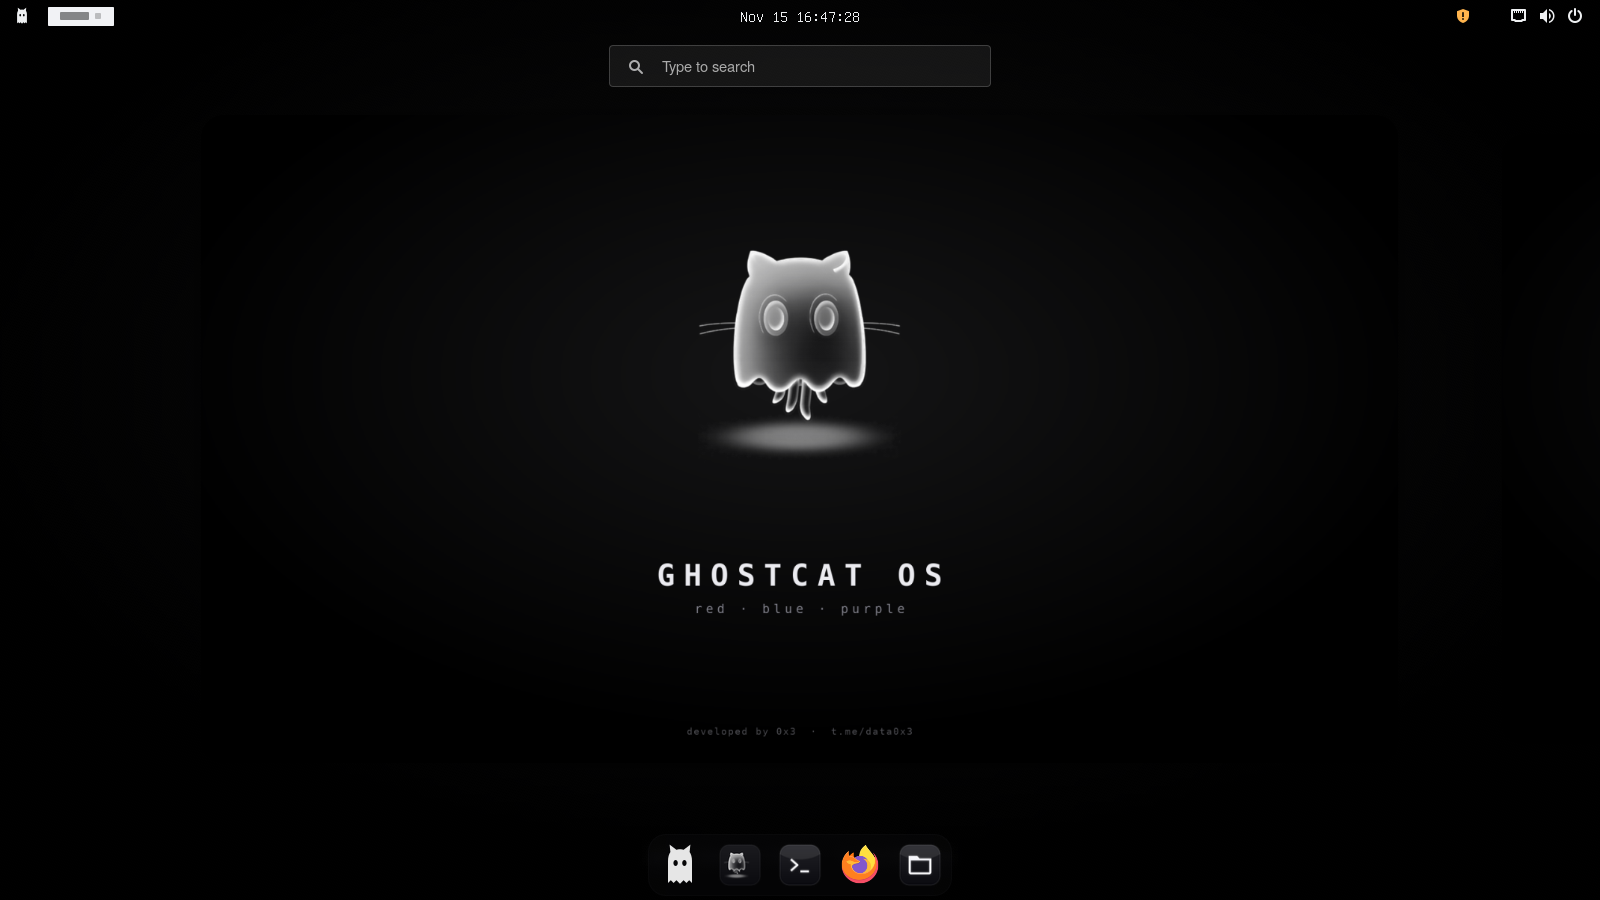 Nov 15 16:47:28
Type to search
GHOSTCAT OS
red · blue · purple
developed by 0x3 · t.me/data0x3